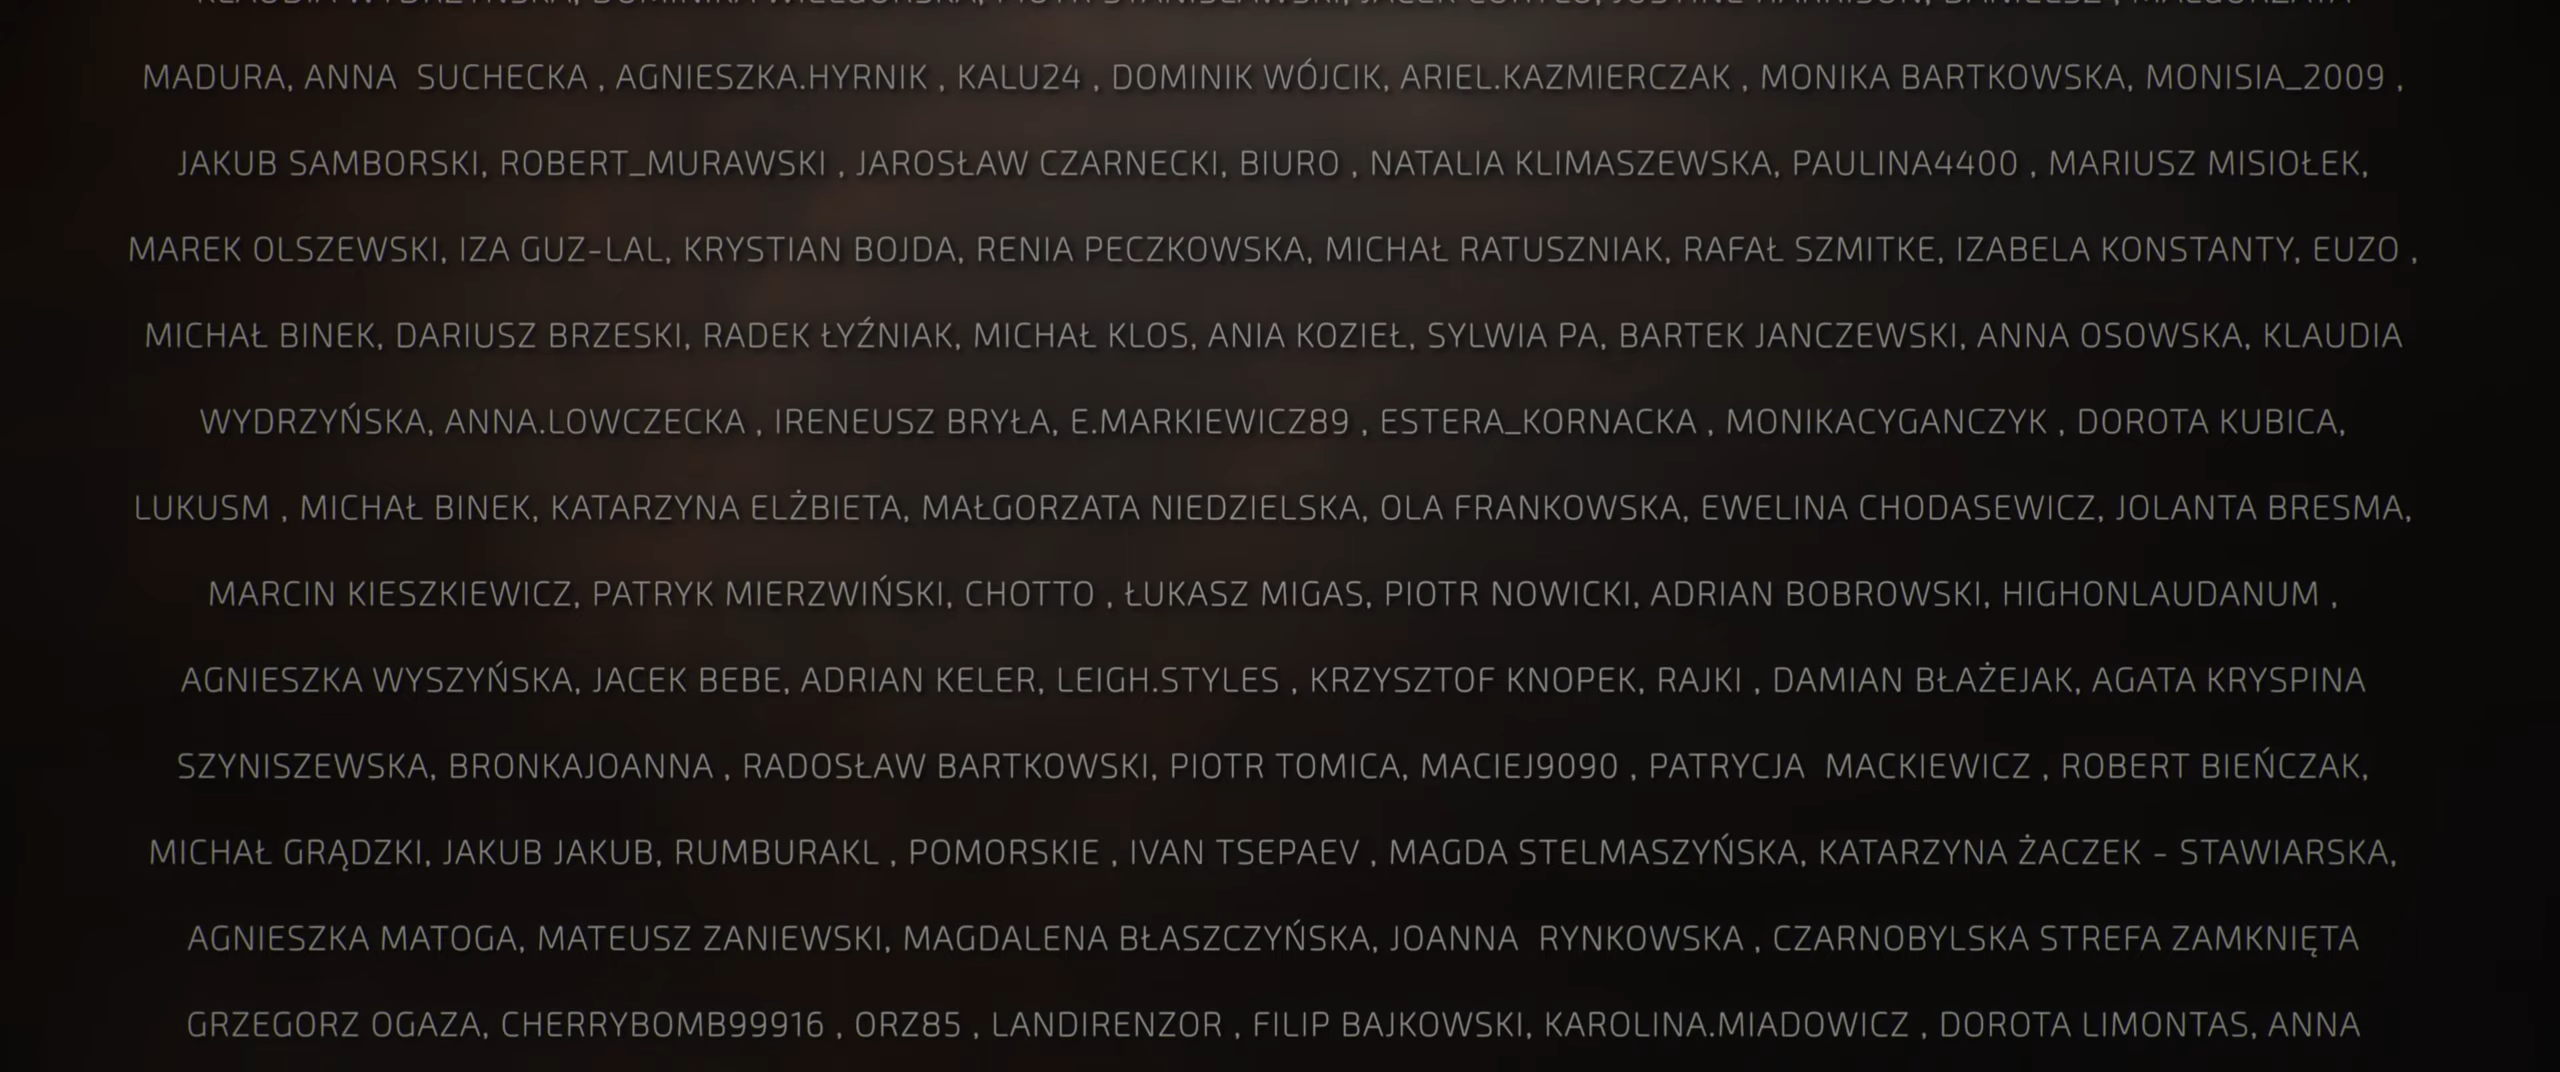 MADURA, ANNA  SUCHECKA , AGNIESZKA.HYRNIK , KALU24 , DOMINIK WÓJCIK, ARIEL.KAZMIERCZAK , MONIKA BARTKOWSKA, MONISIA_2009 ,
JAKUB SAMBORSKI, ROBERT_MURAWSKI , JAROSŁAW CZARNECKI, BIURO , NATALIA KLIMASZEWSKA, PAULINA4400 , MARIUSZ MISIOŁEK,
MAREK OLSZEWSKI, IZA GUZ-LAL, KRYSTIAN BOJDA, RENIA PECZKOWSKA, MICHAŁ RATUSZNIAK, RAFAŁ SZMITKE, IZABELA KONSTANTY, EUZO ,
MICHAŁ BINEK, DARIUSZ BRZESKI, RADEK ŁYŹNIAK, MICHAŁ KLOS, ANIA KOZIEŁ, SYLWIA PA, BARTEK JANCZEWSKI, ANNA OSOWSKA, KLAUDIA
WYDRZYŃSKA, ANNA.LOWCZECKA , IRENEUSZ BRYŁA, E.MARKIEWICZ89 , ESTERA_KORNACKA , MONIKACYGANCZYK , DOROTA KUBICA,
LUKUSM , MICHAŁ BINEK, KATARZYNA ELŻBIETA, MAŁGORZATA NIEDZIELSKA, OLA FRANKOWSKA, EWELINA CHODASEWICZ, JOLANTA BRESMA,
MARCIN KIESZKIEWICZ, PATRYK MIERZWIŃSKI, CHOTTO , ŁUKASZ MIGAS, PIOTR NOWICKI, ADRIAN BOBROWSKI, HIGHONLAUDANUM ,
AGNIESZKA WYSZYŃSKA, JACEK BEBE, ADRIAN KELER, LEIGH.STYLES , KRZYSZTOF KNOPEK, RAJKI , DAMIAN BŁAŻEJAK, AGATA KRYSPINA
SZYNISZEWSKA, BRONKAJOANNA , RADOSŁAW BARTKOWSKI, PIOTR TOMICA, MACIEJ9090 , PATRYCJA  MACKIEWICZ , ROBERT BIEŃCZAK,
MICHAŁ GRĄDZKI, JAKUB JAKUB, RUMBURAKL , POMORSKIE , IVAN TSEPAEV , MAGDA STELMASZYŃSKA, KATARZYNA ŻACZEK - STAWIARSKA,
AGNIESZKA MATOGA, MATEUSZ ZANIEWSKI, MAGDALENA BŁASZCZYŃSKA, JOANNA  RYNKOWSKA , CZARNOBYLSKA STREFA ZAMKNIĘTA
GRZEGORZ OGAZA, CHERRYBOMB99916 , ORZ85 , LANDIRENZOR , FILIP BAJKOWSKI, KAROLINA.MIADOWICZ , DOROTA LIMONTAS, ANNA